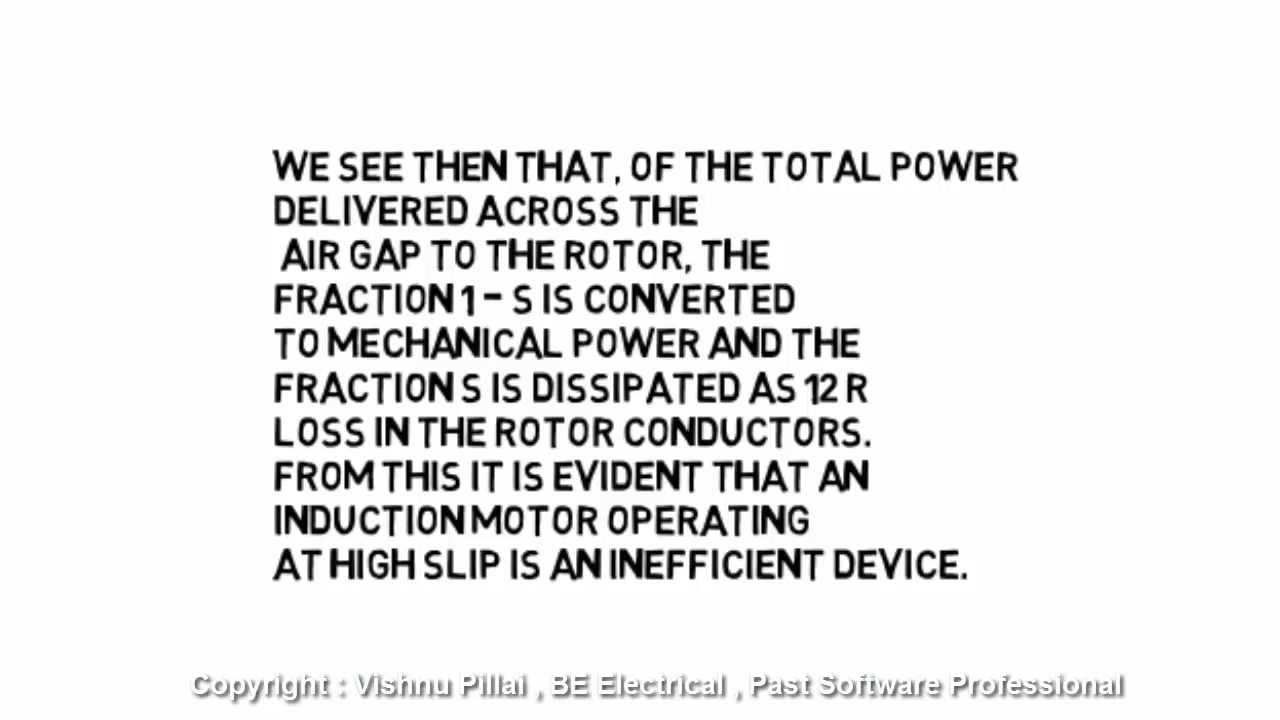 WE SEE THEN THAT, OF THE TOTAL POWER
DELIVERED ACROSS THE
AIR GAP TO THE ROTOR, THE
FRACTION 1 - S IS CONVERTED
TO MECHANICAL POWER AND THE
FRACTION S IS DISSIPATED AS 12 R
LOSS IN THE ROTOR CONDUCTORS.
FROM THIS IT IS EVIDENT THAT AN
INDUCTION MOTOR OPERATING
AT HIGH SLIP IS AN INEFFICIENT DEVICE.
Copyright : Vishnu Pillai , BE Electrical , Past Software Professional